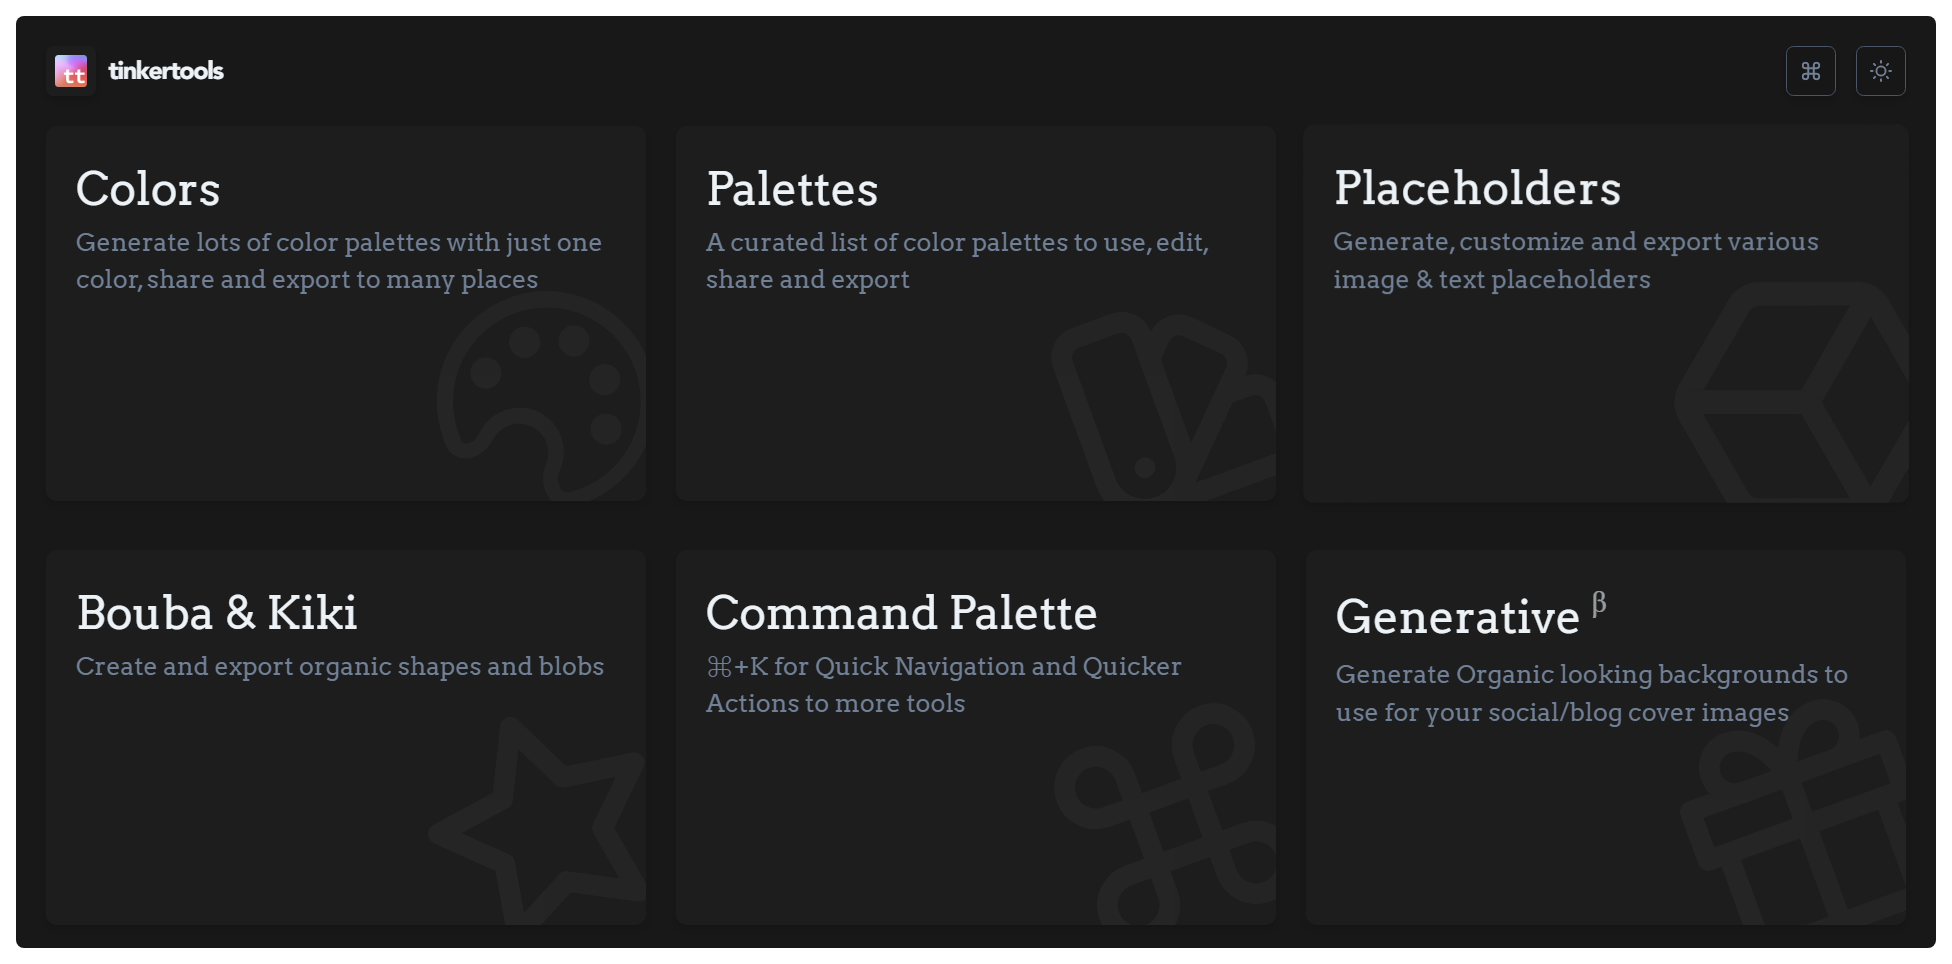 tt tinkertools
Colors
Generate lots of color palettes with just one
color, share and export to many places
Palettes
A curated list of color palettes to use, edit,
share and export
Placeholders
Generate, customize and export various
image & text placeholders
Bouba & Kiki
Create and export organic shapes and blobs
Command Palette
⌘+K for Quick Navigation and Quicker
Actions to more tools
Generative β
Generate Organic looking backgrounds to
use for your social/blog cover images